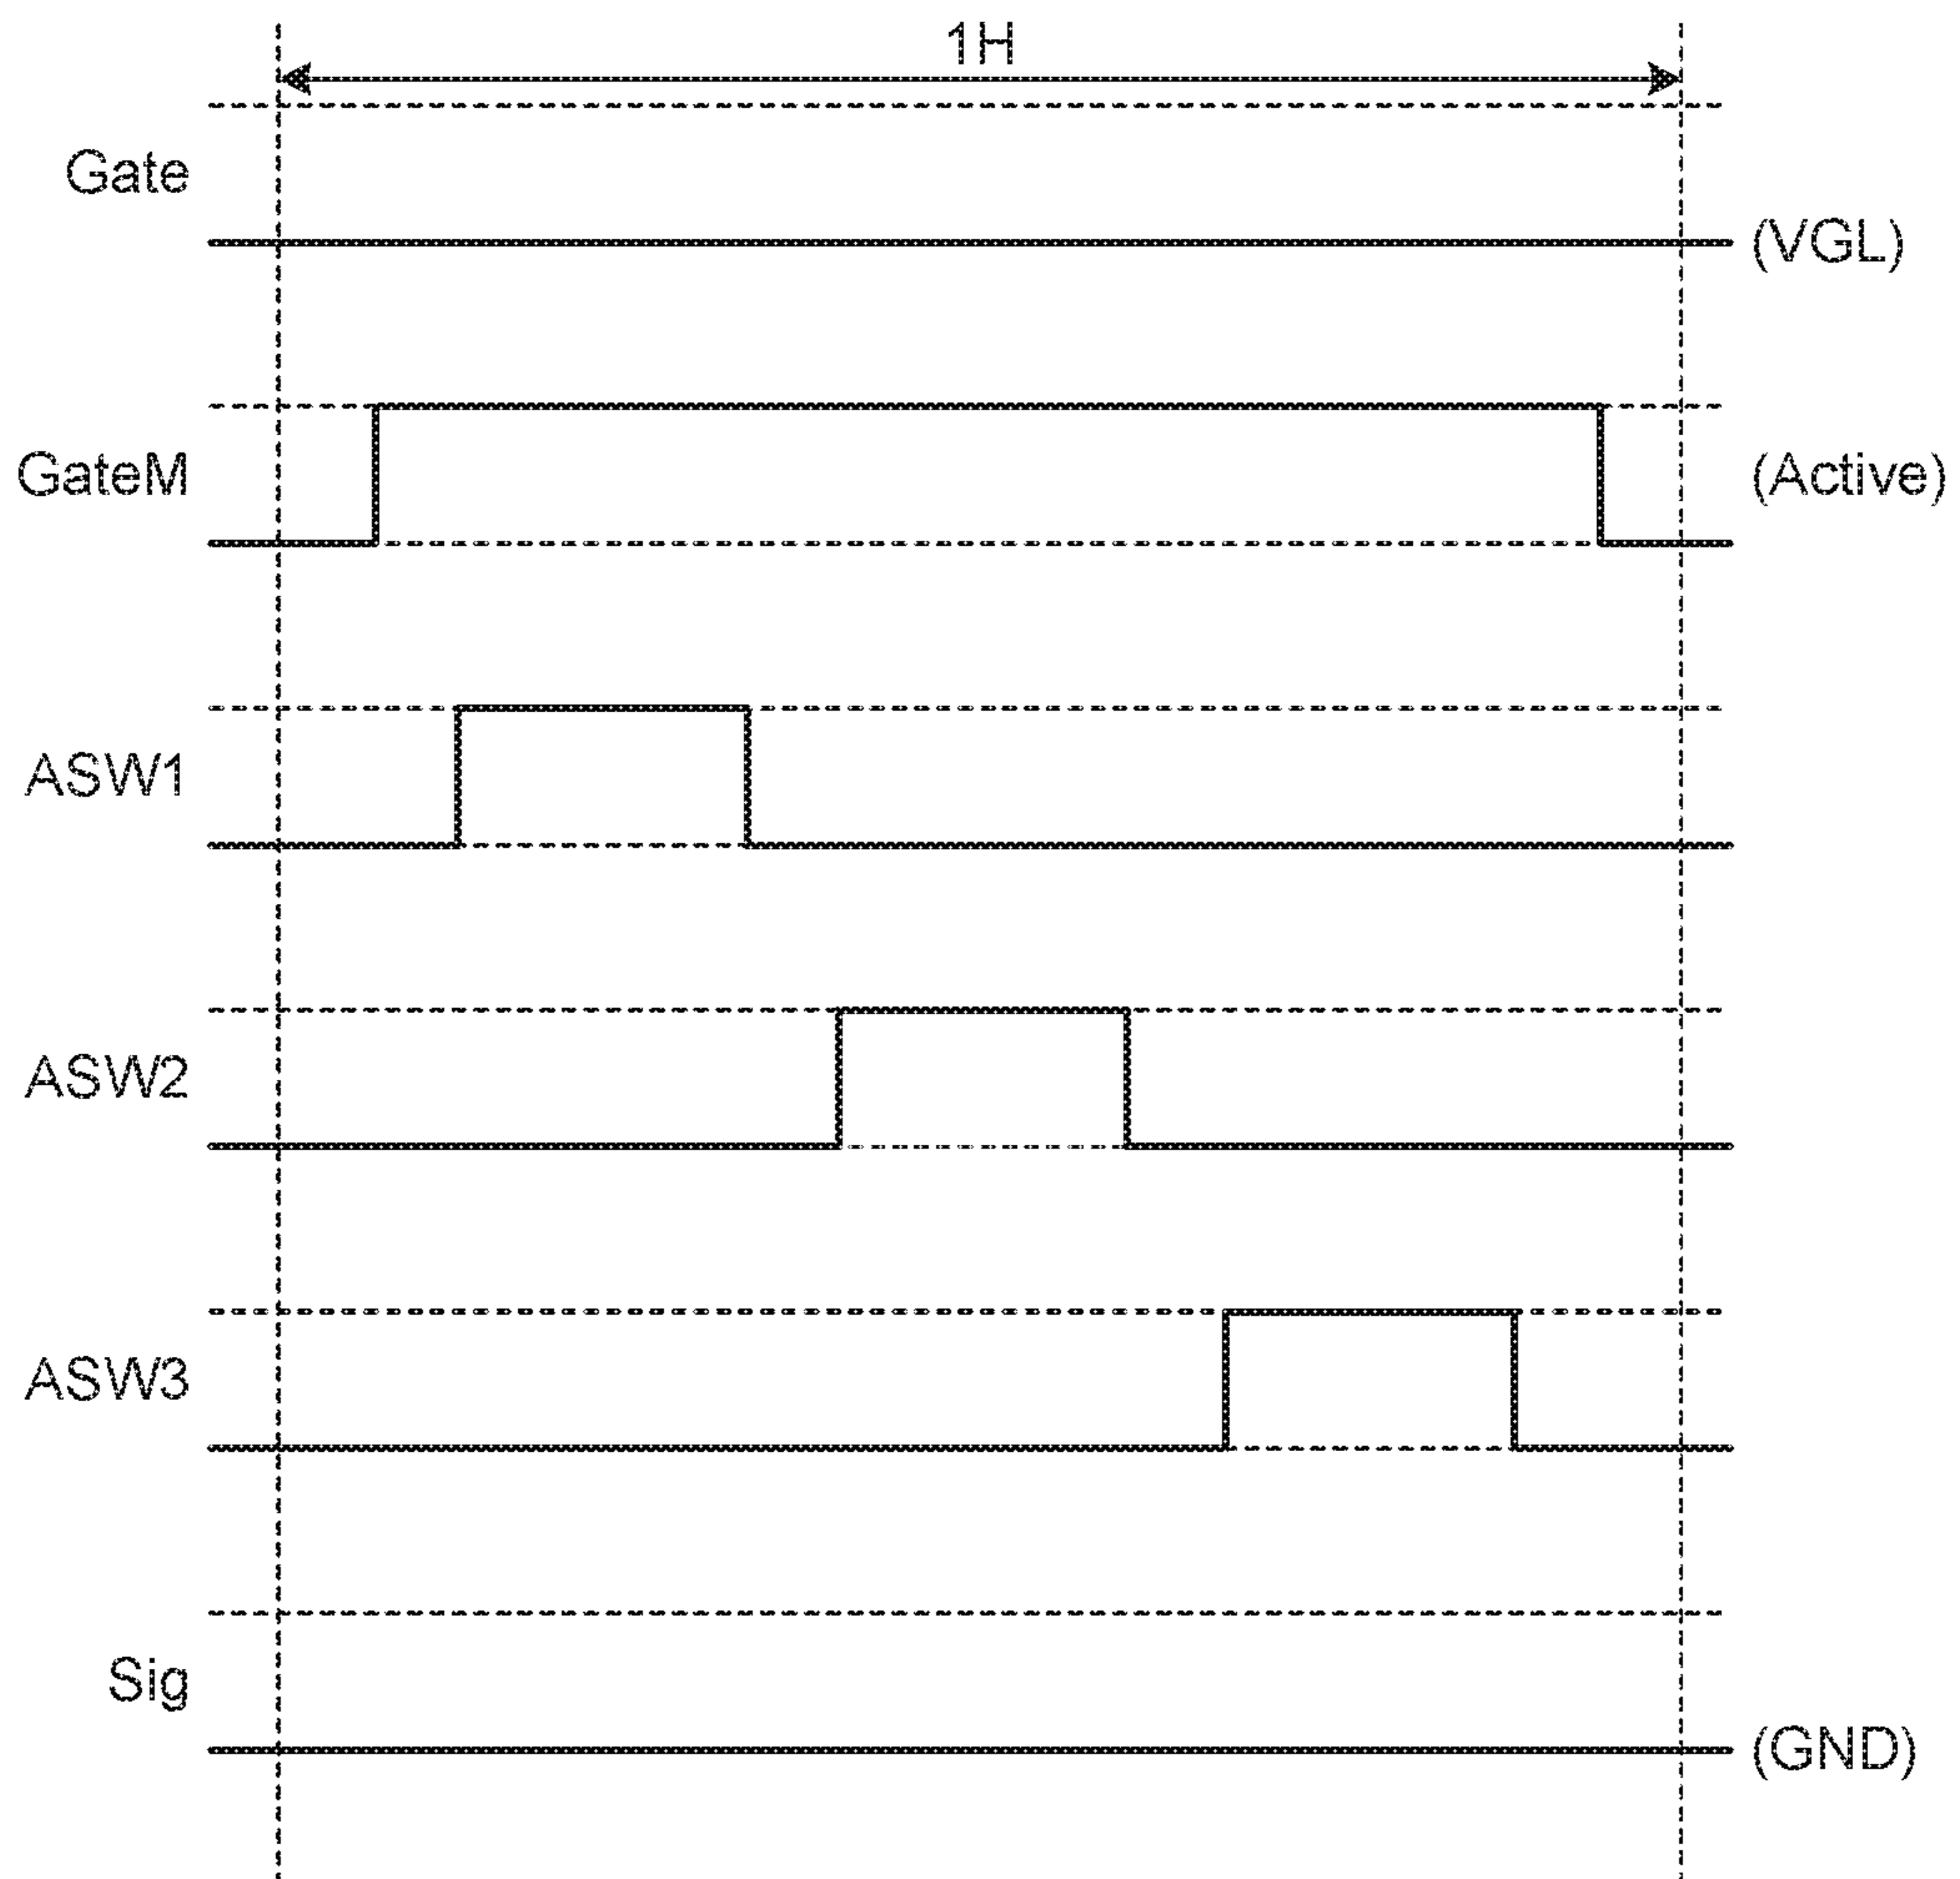 1H
Gate
(VGL)
GateM
(Active)
ASW1
ASW2
ASW3
Sig
(GND)